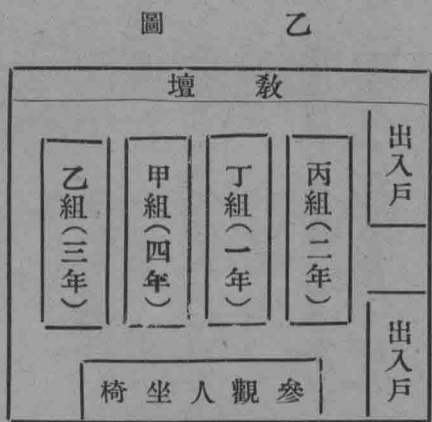 乙圖
教壇
出入戶
丙組(二年)
丁組(一年)
甲組(四年)
乙組(三年)
出入戶
參觀人坐椅